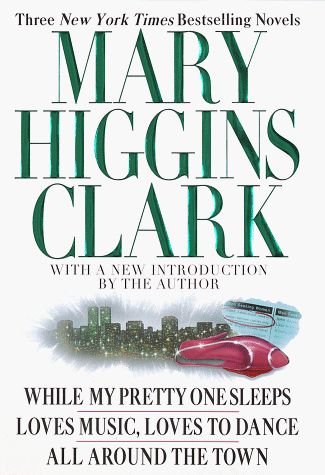 Three New York Times Bestselling Novels
MARY
HIGGINS
CLARK
WITH A NEW INTRODUCTION
BY THE AUTHOR
WHILE MY PRETTY ONE SLEEPS
LOVES MUSIC, LOVES TO DANCE
ALL AROUND THE TOWN